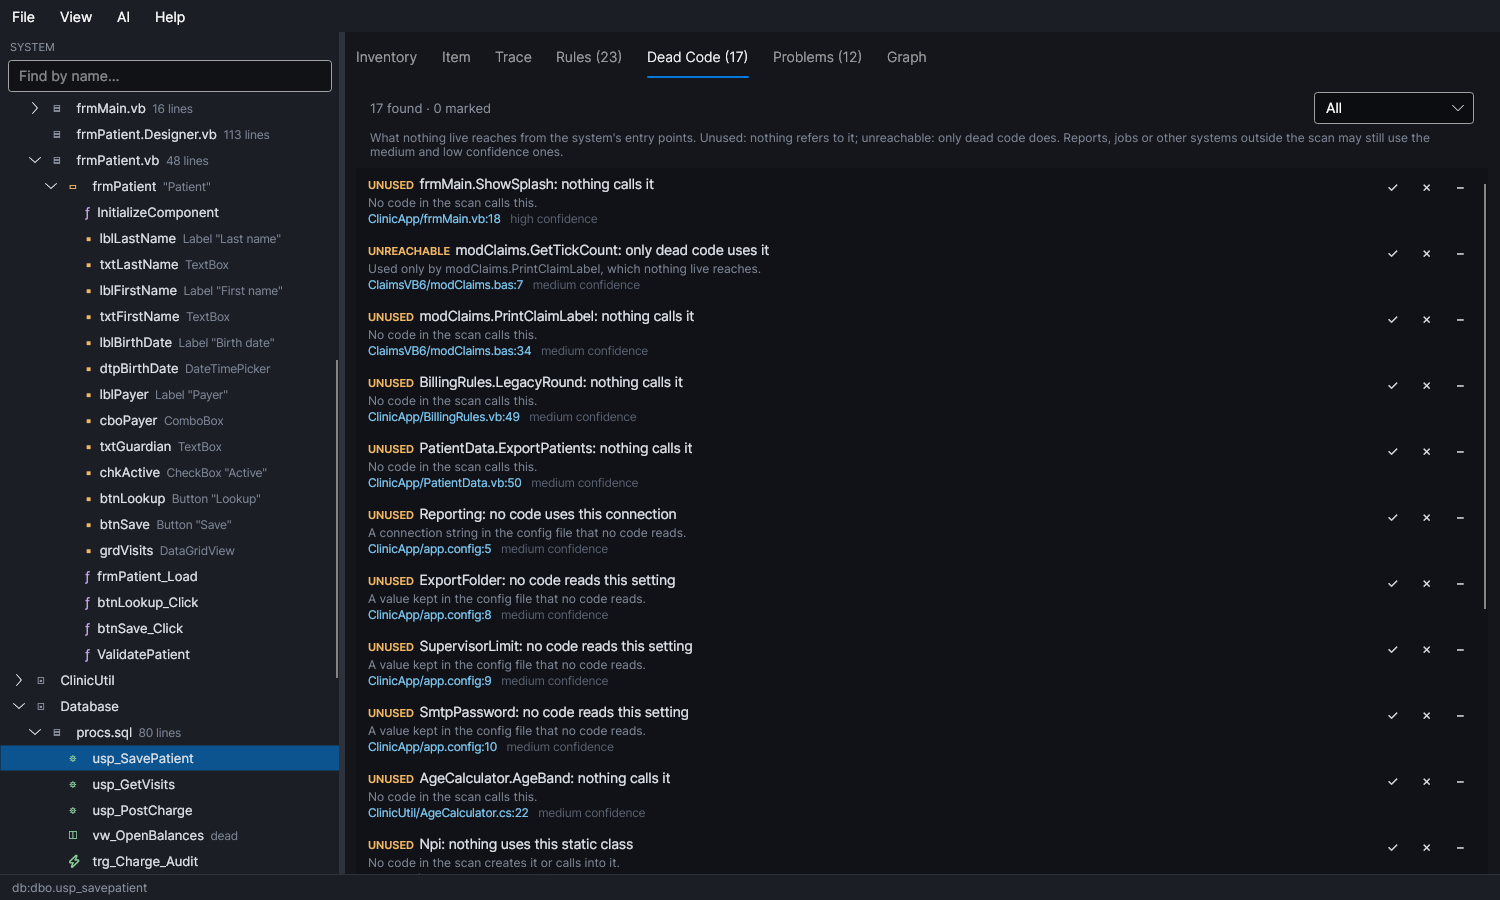 File View AI Help
SYSTEM
Find by name...
frmMain.vb 16 lines
frmPatient.Designer.vb 113 lines
frmPatient.vb 48 lines
frmPatient "Patient"
ƒ InitializeComponent
lblLastName Label "Last name"
txtLastName TextBox
lblFirstName Label "First name"
txtFirstName TextBox
lblBirthDate Label "Birth date"
dtpBirthDate DateTimePicker
lblPayer Label "Payer"
cboPayer ComboBox
txtGuardian TextBox
chkActive CheckBox "Active"
btnLookup Button "Lookup"
btnSave Button "Save"
grdVisits DataGridView
ƒ frmPatient_Load
ƒ btnLookup_Click
ƒ btnSave_Click
ƒ ValidatePatient
ClinicUtil
Database
procs.sql 80 lines
usp_SavePatient
usp_GetVisits
usp_PostCharge
vw_OpenBalances dead
trg_Charge_Audit
Inventory Item Trace Rules (23) Dead Code (17) Problems (12) Graph
17 found · 0 marked
All
What nothing live reaches from the system's entry points. Unused: nothing refers to it; unreachable: only dead code does. Reports, jobs or other systems outside the scan may still use the
medium and low confidence ones.
UNUSED frmMain.ShowSplash: nothing calls it
No code in the scan calls this.
ClinicApp/frmMain.vb:18 high confidence
UNREACHABLE modClaims.GetTickCount: only dead code uses it
Used only by modClaims.PrintClaimLabel, which nothing live reaches.
ClaimsVB6/modClaims.bas:7 medium confidence
UNUSED modClaims.PrintClaimLabel: nothing calls it
No code in the scan calls this.
ClaimsVB6/modClaims.bas:34 medium confidence
UNUSED BillingRules.LegacyRound: nothing calls it
No code in the scan calls this.
ClinicApp/BillingRules.vb:49 medium confidence
UNUSED PatientData.ExportPatients: nothing calls it
No code in the scan calls this.
ClinicApp/PatientData.vb:50 medium confidence
UNUSED Reporting: no code uses this connection
A connection string in the config file that no code reads.
ClinicApp/app.config:5 medium confidence
UNUSED ExportFolder: no code reads this setting
A value kept in the config file that no code reads.
ClinicApp/app.config:8 medium confidence
UNUSED SupervisorLimit: no code reads this setting
A value kept in the config file that no code reads.
ClinicApp/app.config:9 medium confidence
UNUSED SmtpPassword: no code reads this setting
A value kept in the config file that no code reads.
ClinicApp/app.config:10 medium confidence
UNUSED AgeCalculator.AgeBand: nothing calls it
No code in the scan calls this.
ClinicUtil/AgeCalculator.cs:22 medium confidence
UNUSED Npi: nothing uses this static class
No code in the scan creates it or calls into it.
db:dbo.usp_savepatient